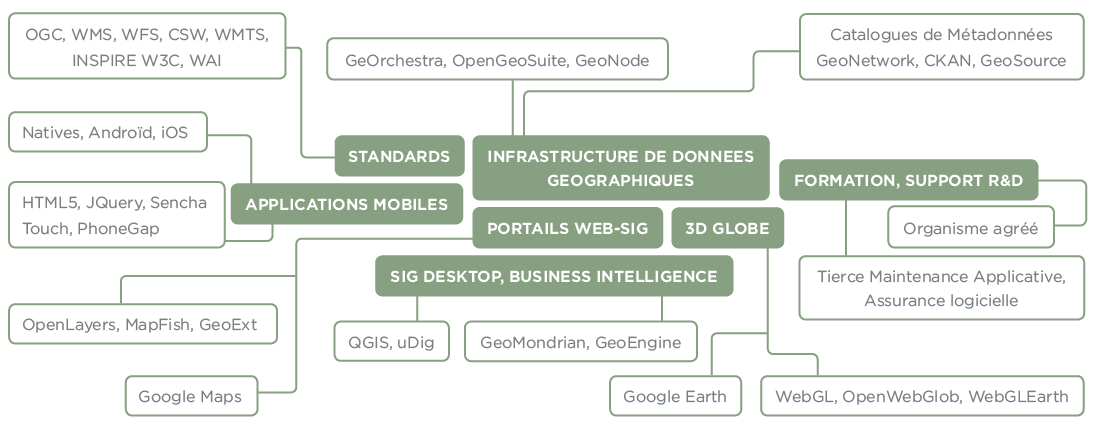 OGC, WMS, WFS, CSW, WMTS,
INSPIRE W3C, WAI
GeOrchestra, OpenGeoSuite, GeoNode
Catalogues de Métadonnées
GeoNetwork, CKAN, GeoSource
Natives, Androïd, iOS
STANDARDS
INFRASTRUCTURE DE DONNEES
GEOGRAPHIQUES
FORMATION, SUPPORT R&D
HTML5, JQuery, Sencha
Touch, PhoneGap
APPLICATIONS MOBILES
PORTAILS WEB-SIG
3D GLOBE
Organisme agréé
SIG DESKTOP, BUSINESS INTELLIGENCE
Tierce Maintenance Applicative,
Assurance logicielle
OpenLayers, MapFish, GeoExt
QGIS, uDig
GeoMondrian, GeoEngine
Google Maps
Google Earth
WebGL, OpenWebGlob, WebGLEarth